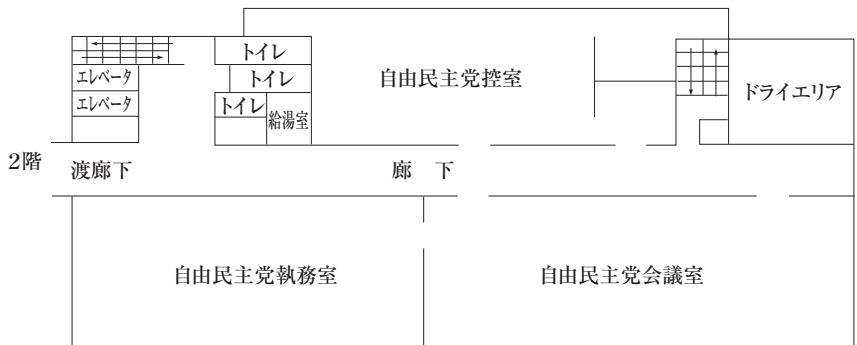 トイレ
エレベータ
トイレ
自由民主党控室
エレベータ
トイレ
給湯室
ドライエリア
2階
渡廊下
廊 下
自由民主党執務室
自由民主党会議室